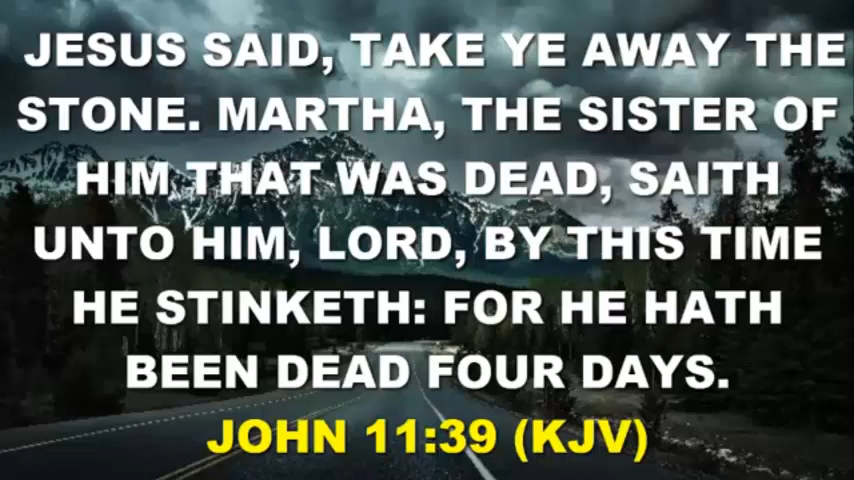 JESUS SAID, TAKE YE AWAY THE
STONE. MARTHA, THE SISTER OF
HIM THAT WAS DEAD, SAITH
UNTO HIM, LORD, BY THIS TIME
HE STINKETH: FOR HE HATH
BEEN DEAD FOUR DAYS.
JOHN 11:39 (KJV)